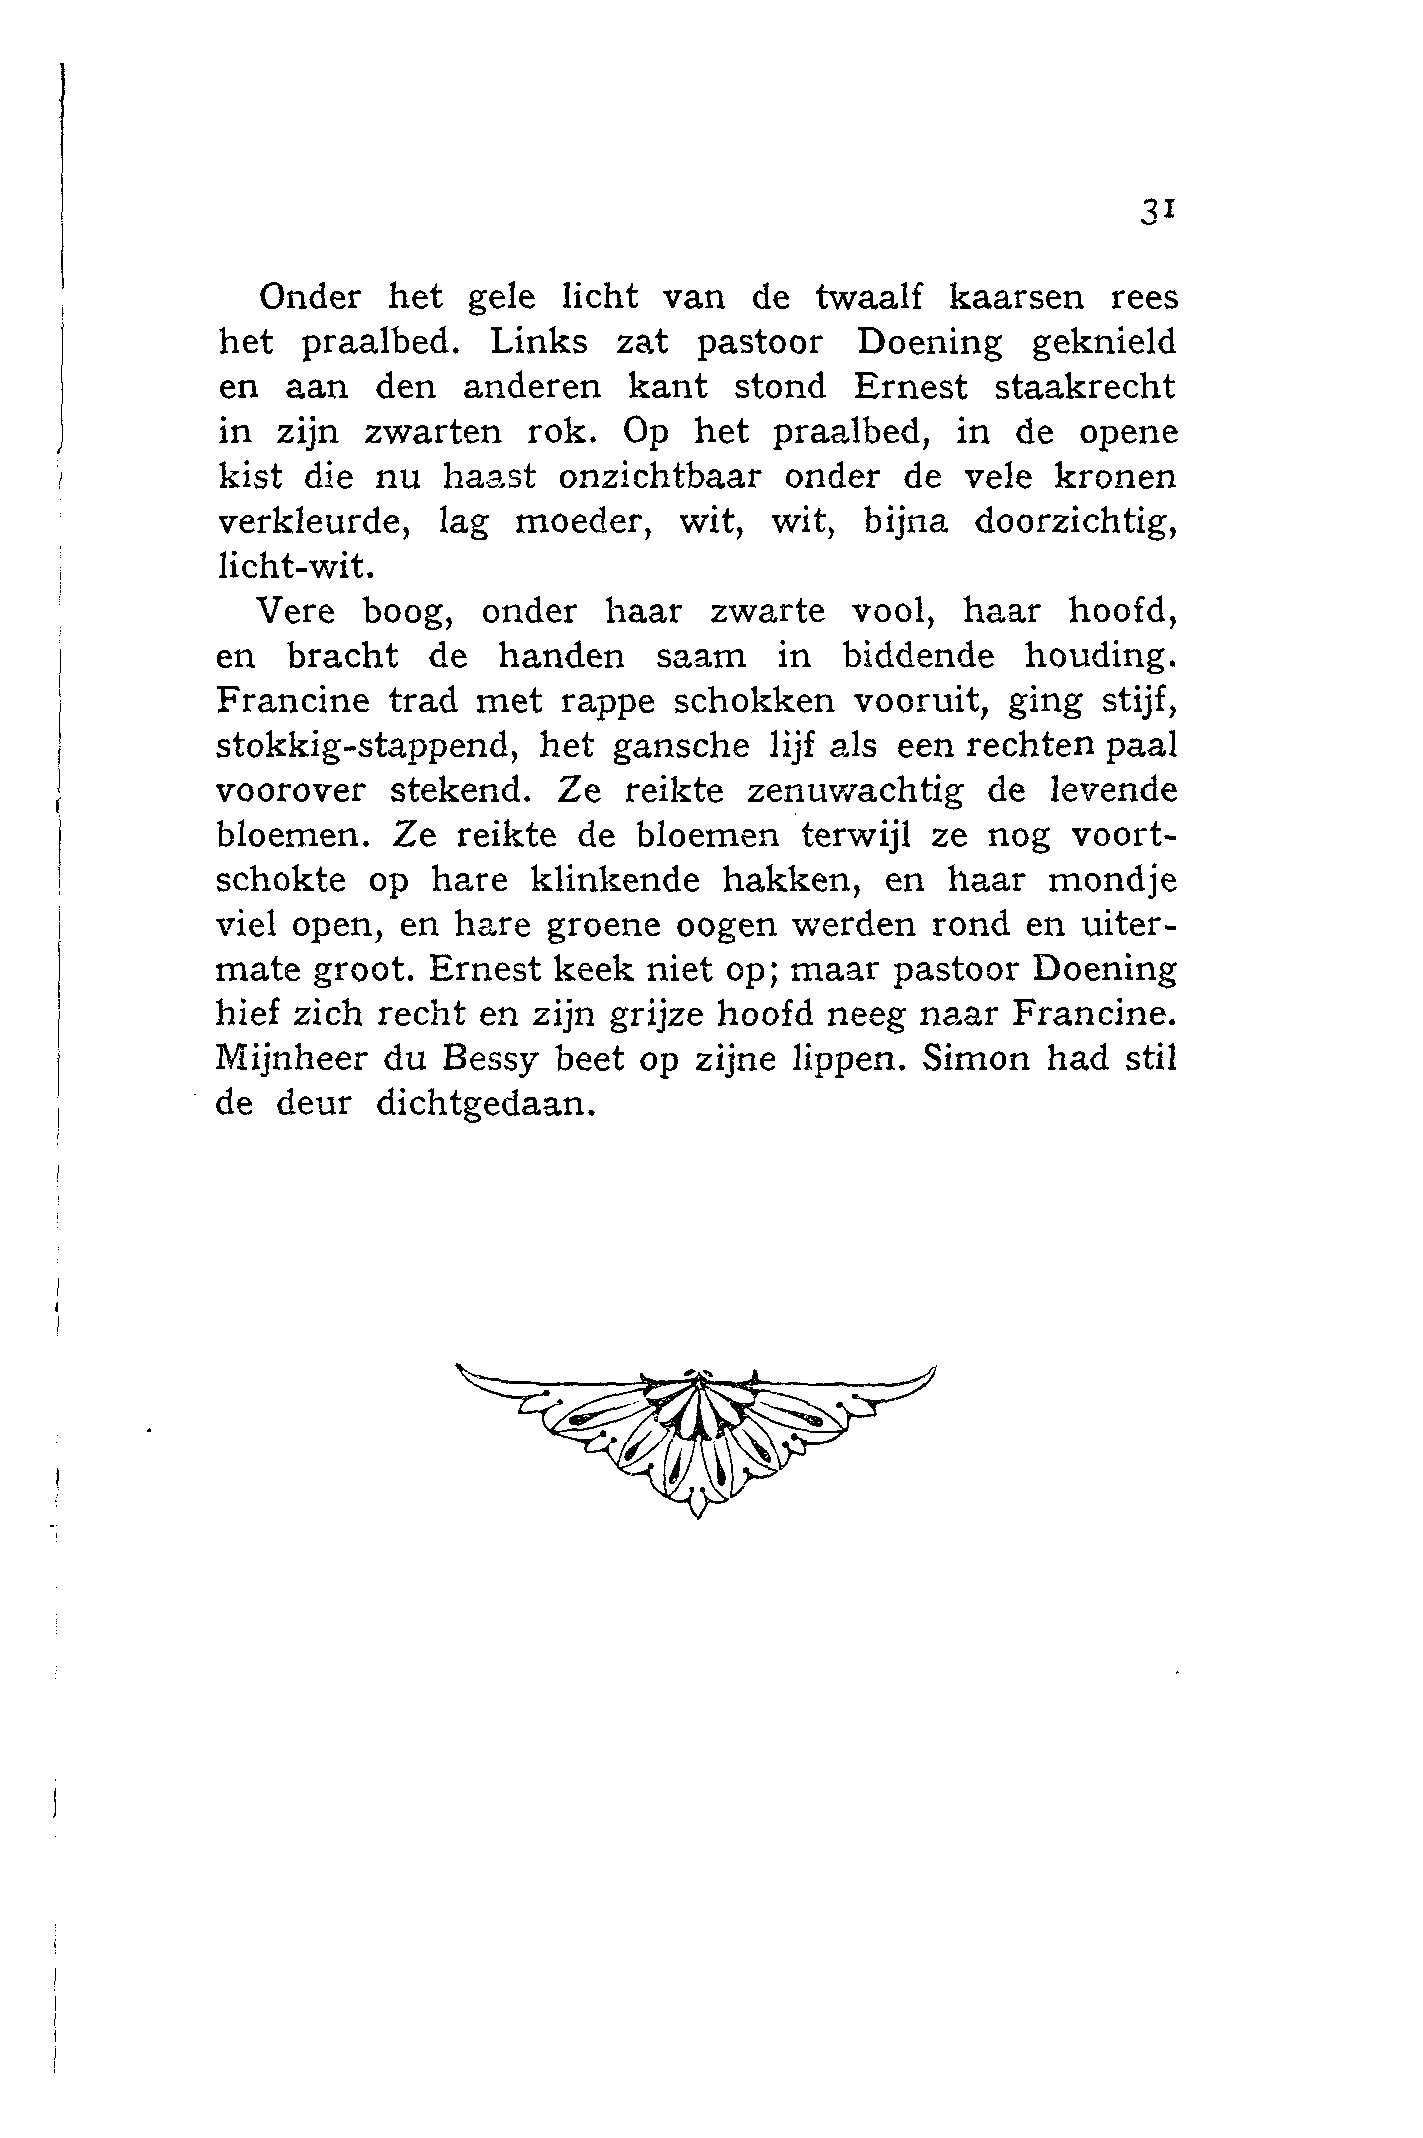 31
Onder het gele licht van de twaalf kaarsen rees
het praalbed. Links zat pastoor Doening geknield
en aan den anderen kant stond Ernest staakrecht
in zijn zwarten rok. Op het praalbed, in de opene
kist die nu haast onzichtbaar onder de vele kronen
verkleurde, lag moeder, wit, wit, bijna doorzichtig,
licht-wit.
Vere boog, onder haar zwarte vool, haar hoofd,
en bracht de handen saam in biddende houding.
Francine trad met rappe schokken vooruit, ging stijf,
stokkig-stappend, het gansche lijf als een rechten paal
voorover stekend. Ze reikte zenuwachtig de levende
bloemen. Ze reikte de bloemen terwijl ze nog voort-
schokte op hare klinkende hakken, en haar mondje
viel open, en hare groene oogen werden rond en uiter-
mate groot. Ernest keek niet op; maar pastoor Doening
hief zich recht en zijn grijze hoofd neeg naar Francine.
Mijnheer du Bessy beet op zijne lippen. Simon had stil
de deur dichtgedaan.